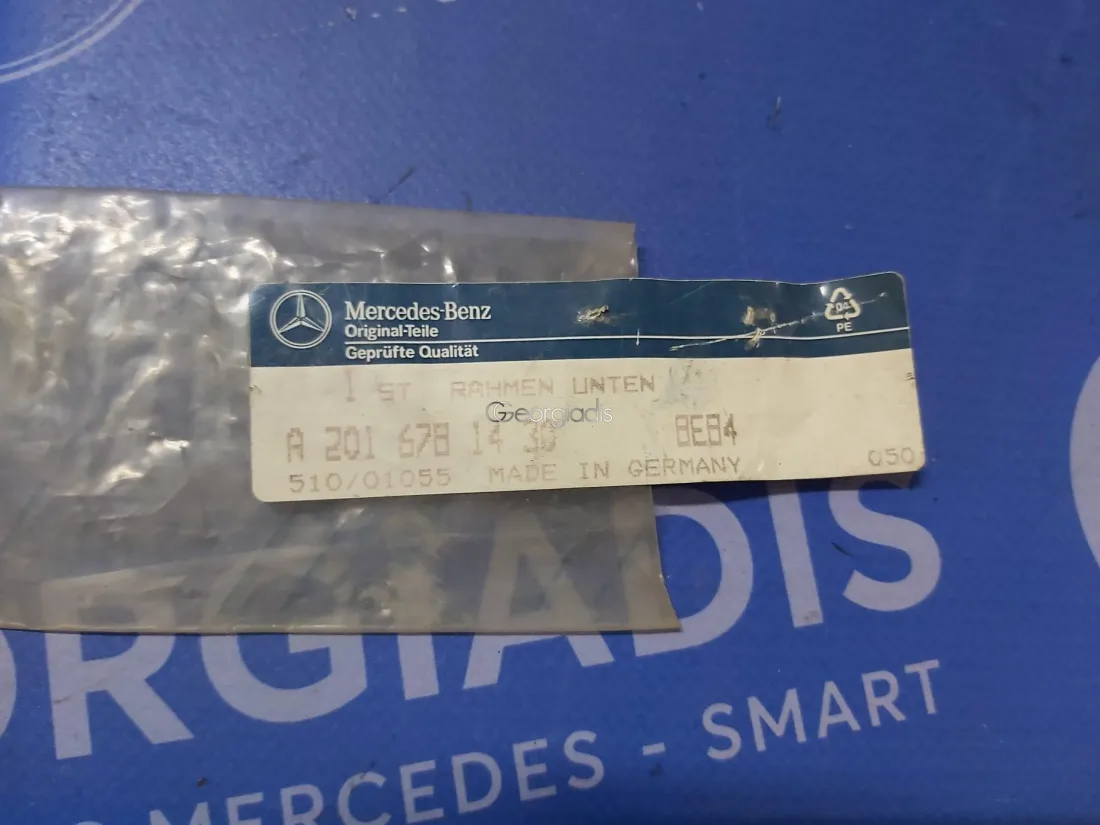 Mercedes-Benz
Original-Teile
Geprüfte Qualität
04
PE
1 ST RAHMEN UNTEN
Georgiadis
A 201 678 14 30 8E84
510/01055 MADE IN GERMANY 050
ORGIADIS
MERCEDES - SMART